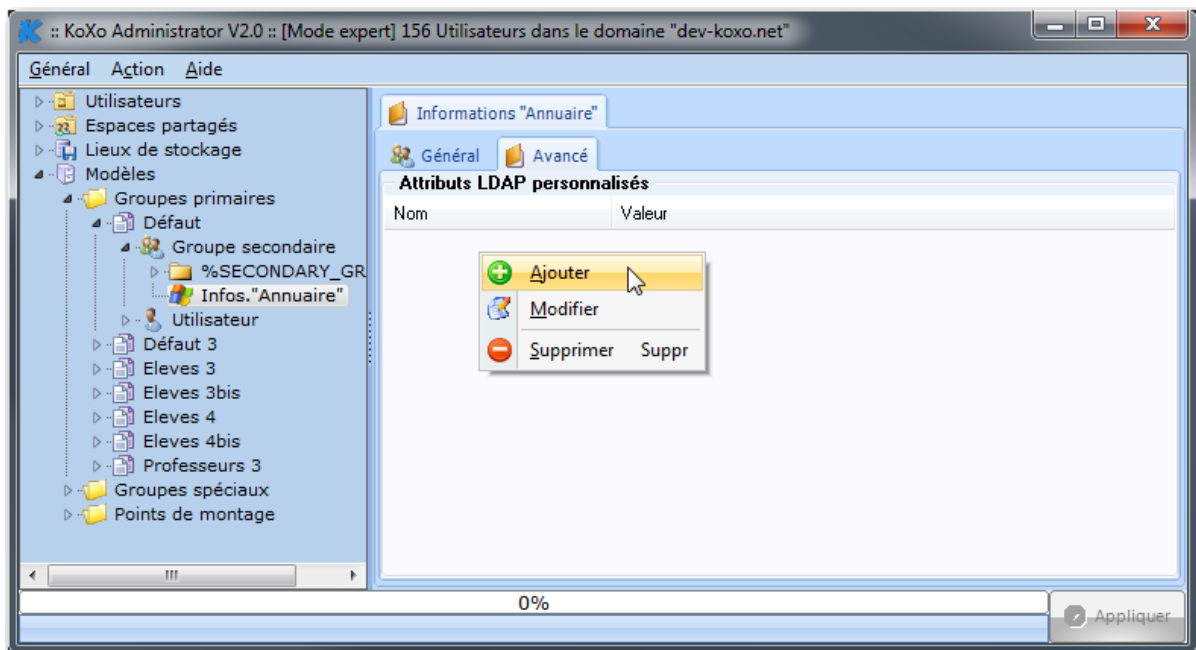 :: KoXo Administrator V2.0 :: [Mode expert] 156 Utilisateurs dans le domaine "dev-koxo.net"
Général Action Aide
Utilisateurs
Espaces partagés
Lieux de stockage
Modèles
Groupes primaires
Défaut
Groupe secondaire
%SECONDARY_GR
Infos."Annuaire"
Utilisateur
Défaut 3
Eleves 3
Eleves 3bis
Eleves 4
Eleves 4bis
Professeurs 3
Groupes spéciaux
Points de montage
Informations "Annuaire"
Général Avancé
Attributs LDAP personnalisés
Nom Valeur
Ajouter
Modifier
Supprimer Suppr
0%
Appliquer